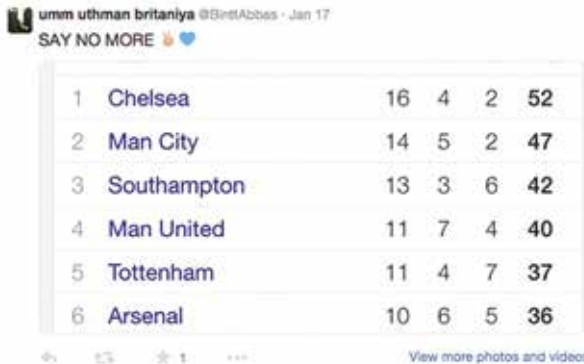 umm uthman britaniya @BinttAbbas · Jan 17
SAY NO MORE ✌🏼💙
1 Chelsea 16 4 2 52
2 Man City 14 5 2 47
3 Southampton 13 3 6 42
4 Man United 11 7 4 40
5 Tottenham 11 4 7 37
6 Arsenal 10 6 5 36
1 ••• View more photos and videos